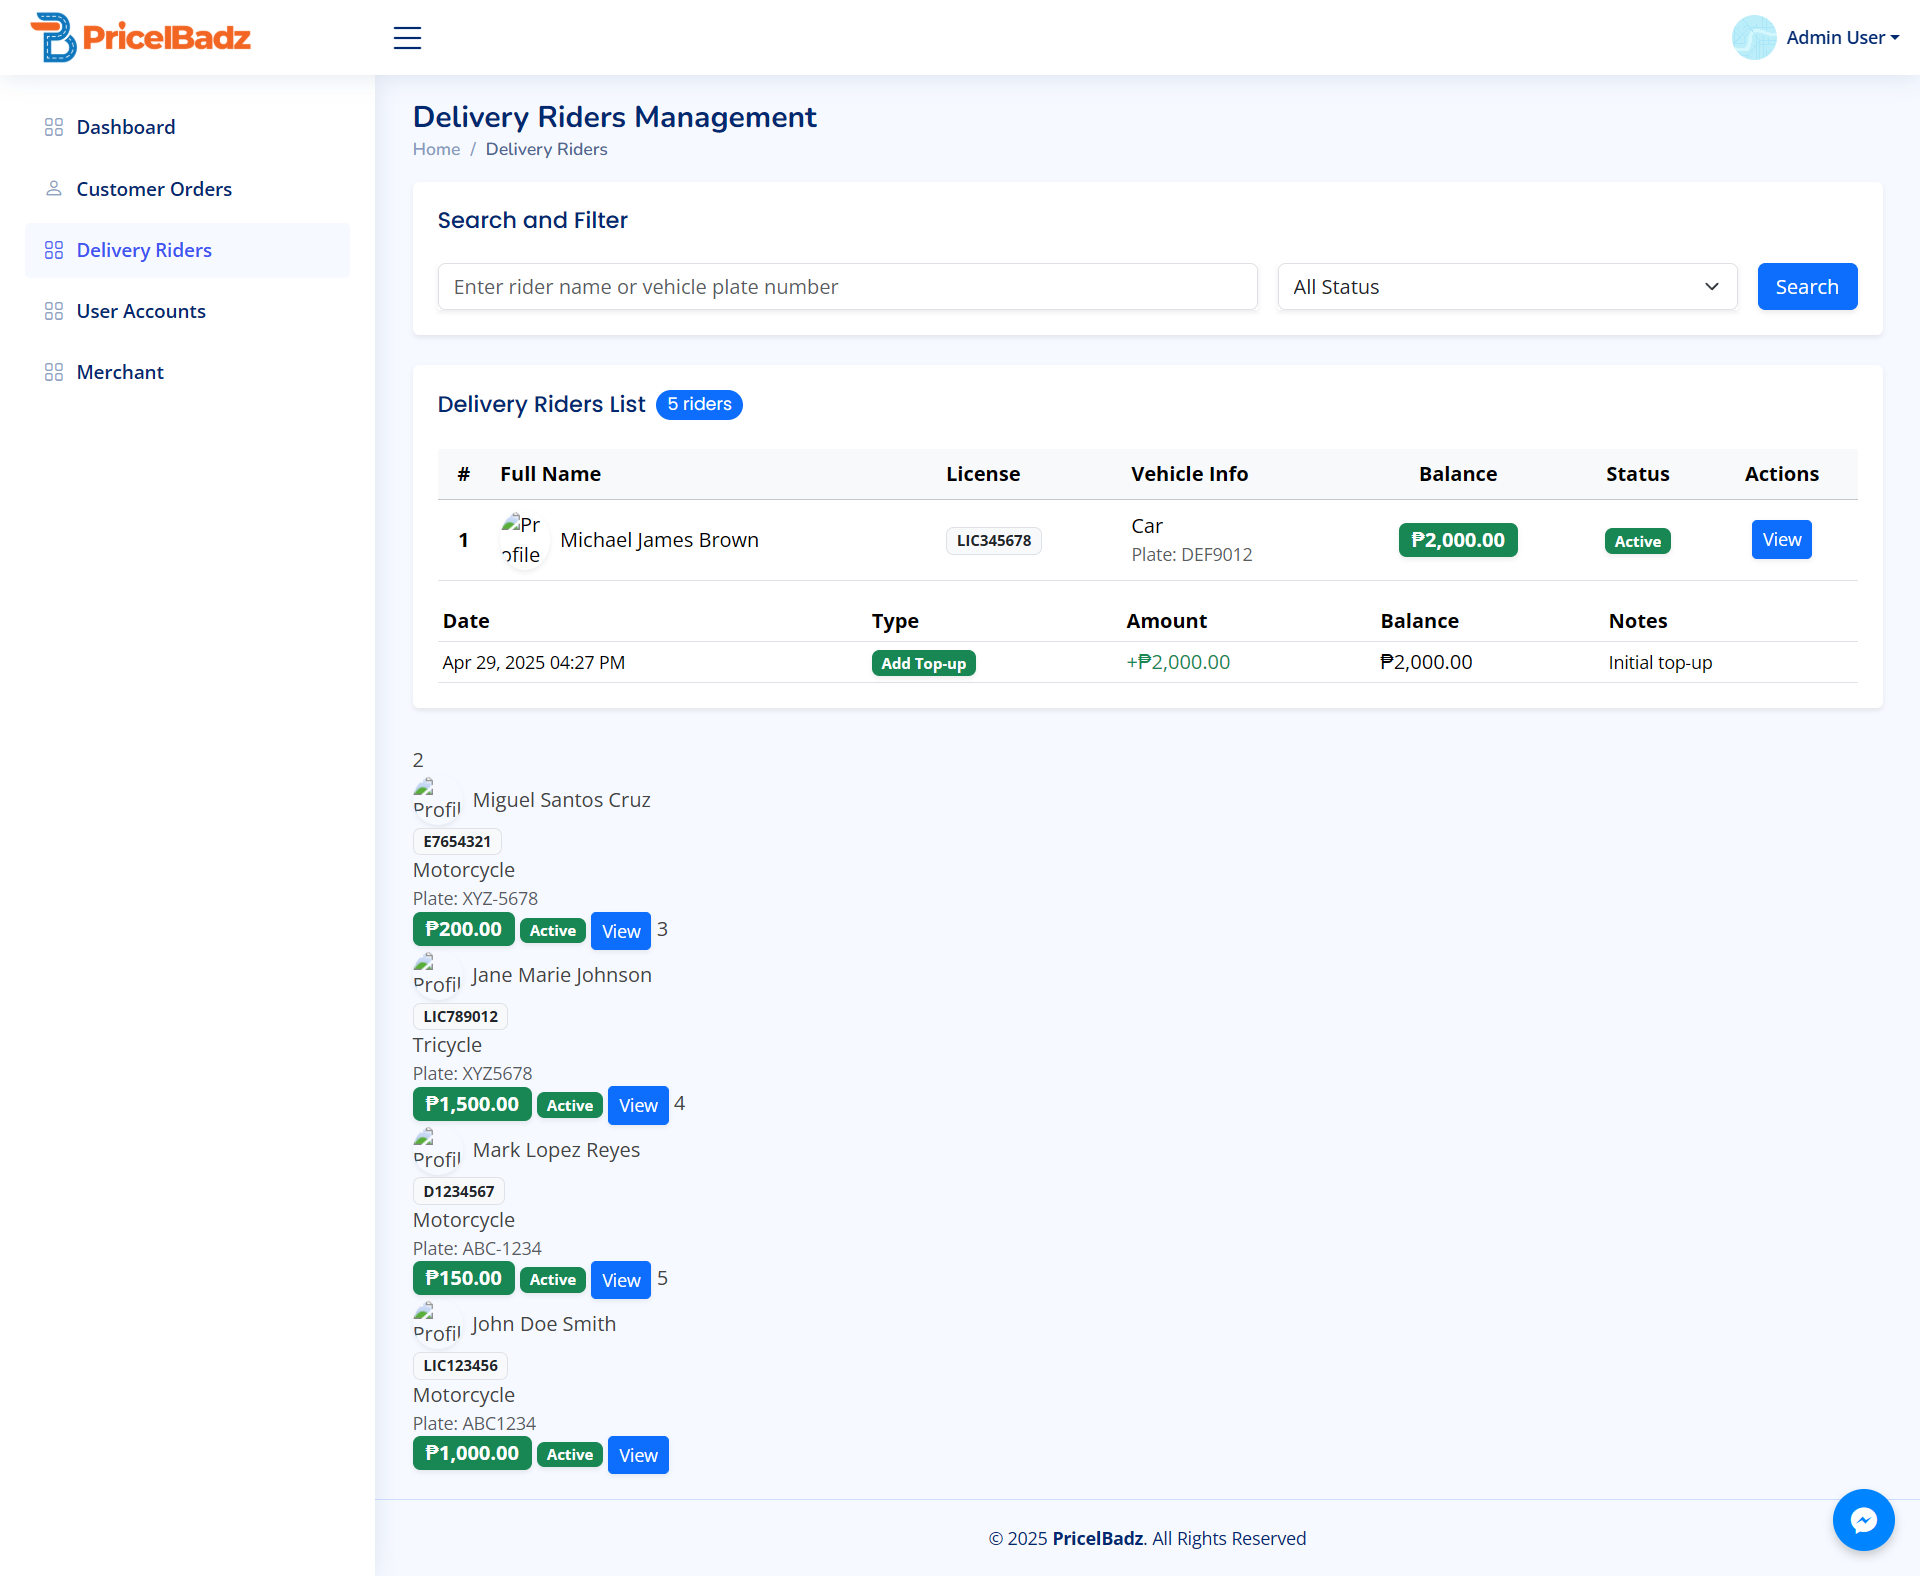 PricelBadz
Admin User
Dashboard
Customer Orders
Delivery Riders
User Accounts
Merchant
Delivery Riders Management
Home / Delivery Riders
Search and Filter
Enter rider name or vehicle plate number
All Status
Search
Delivery Riders List 5 riders
# Full Name License Vehicle Info Balance Status Actions
1 Profile Michael James Brown LIC345678 Car Plate: DEF9012 ₱2,000.00 Active View
Date Type Amount Balance Notes
Apr 29, 2025 04:27 PM Add Top-up +₱2,000.00 ₱2,000.00 Initial top-up
2
Profil Miguel Santos Cruz
E7654321
Motorcycle
Plate: XYZ-5678
₱200.00 Active View 3
Profil Jane Marie Johnson
LIC789012
Tricycle
Plate: XYZ5678
₱1,500.00 Active View 4
Profil Mark Lopez Reyes
D1234567
Motorcycle
Plate: ABC-1234
₱150.00 Active View 5
Profil John Doe Smith
LIC123456
Motorcycle
Plate: ABC1234
₱1,000.00 Active View
© 2025 PricelBadz. All Rights Reserved